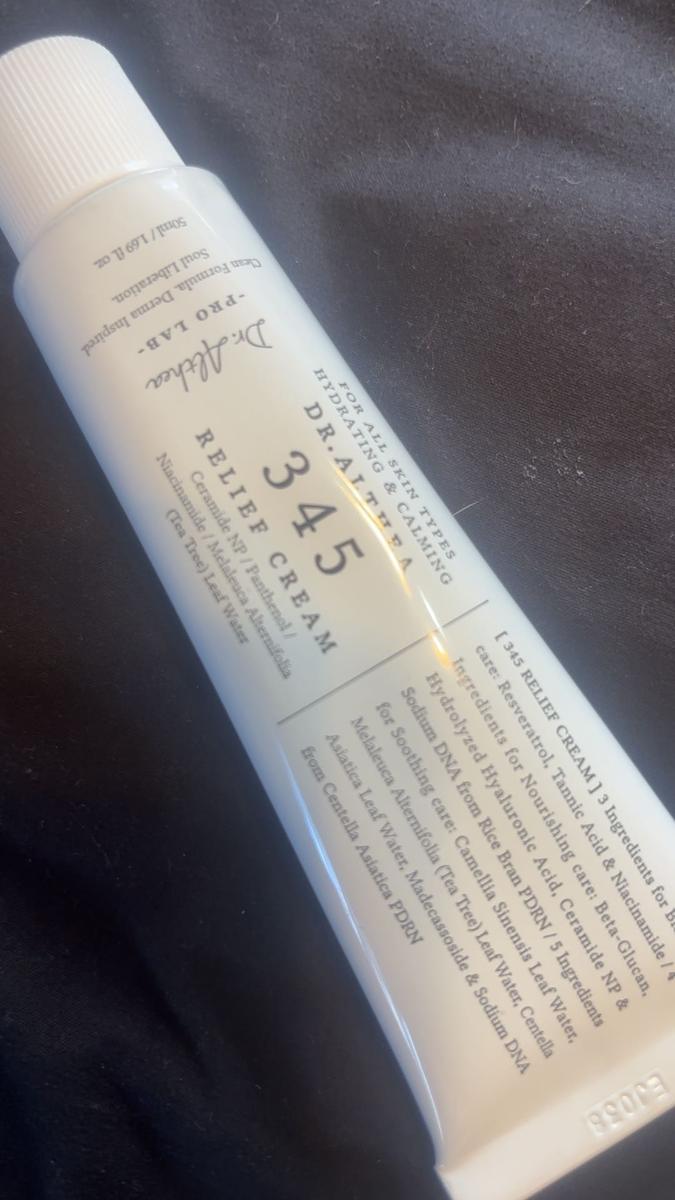 50ml / 1.69 fl. oz
Soul Liberation.
Clean Formula. Derma Inspired.
-PRO LAB-
Dr.Althea
FOR ALL SKIN TYPES
HYDRATING & CALMING
DR.ALTHEA
345
RELIEF CREAM
Ceramide NP / Panthenol /
Niacinamide / Melaleuca Alternifolia
(Tea Tree) Leaf Water
[ 345 RELIEF CREAM ] 3 Ingredients for
care: Resveratrol, Tannic Acid & Niacinamide / 4
Ingredients for Nourishing care: Beta-Glucan,
Hydrolyzed Hyaluronic Acid, Ceramide NP &
Sodium DNA from Rice Bran PDRN / 5 Ingredients
for Soothing care: Camellia Sinensis Leaf Water,
Melaleuca Alternifolia (Tea Tree) Leaf Water, Centella
Asiatica Leaf Water, Madecassoside & Sodium DNA
from Centella Asiatica PDRN